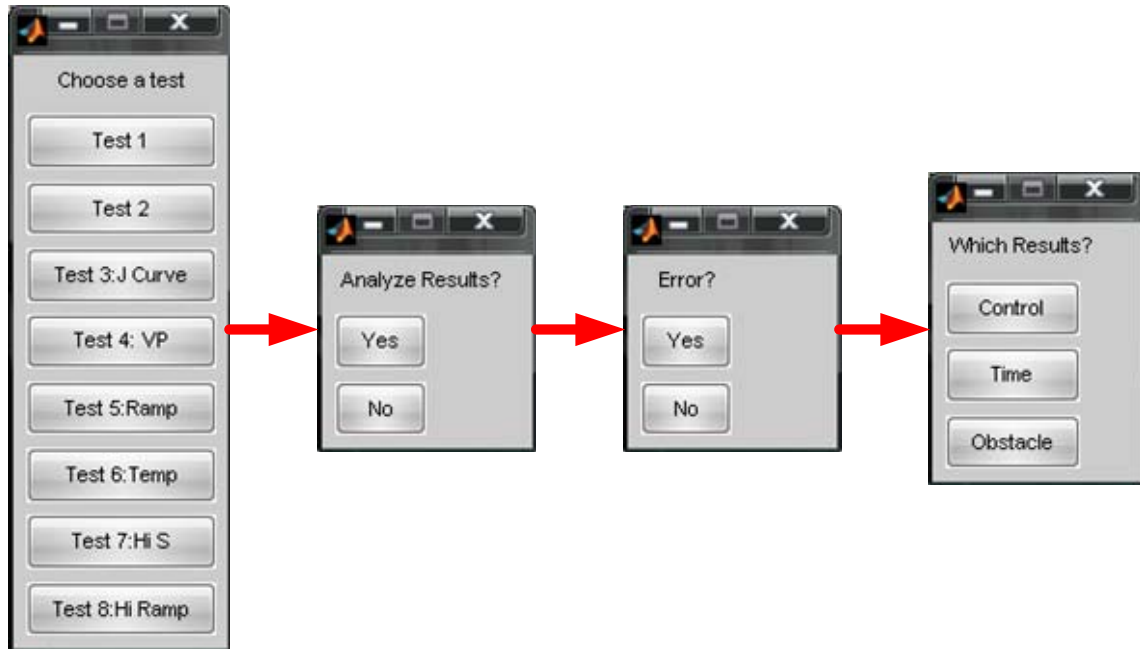 Choose a test
Test 1
Test 2
Test 3:J Curve
Test 4: VP
Test 5:Ramp
Test 6:Temp
Test 7:Hi S
Test 8:Hi Ramp
Analyze Results?
Yes
No
Error?
Yes
No
Which Results?
Control
Time
Obstacle